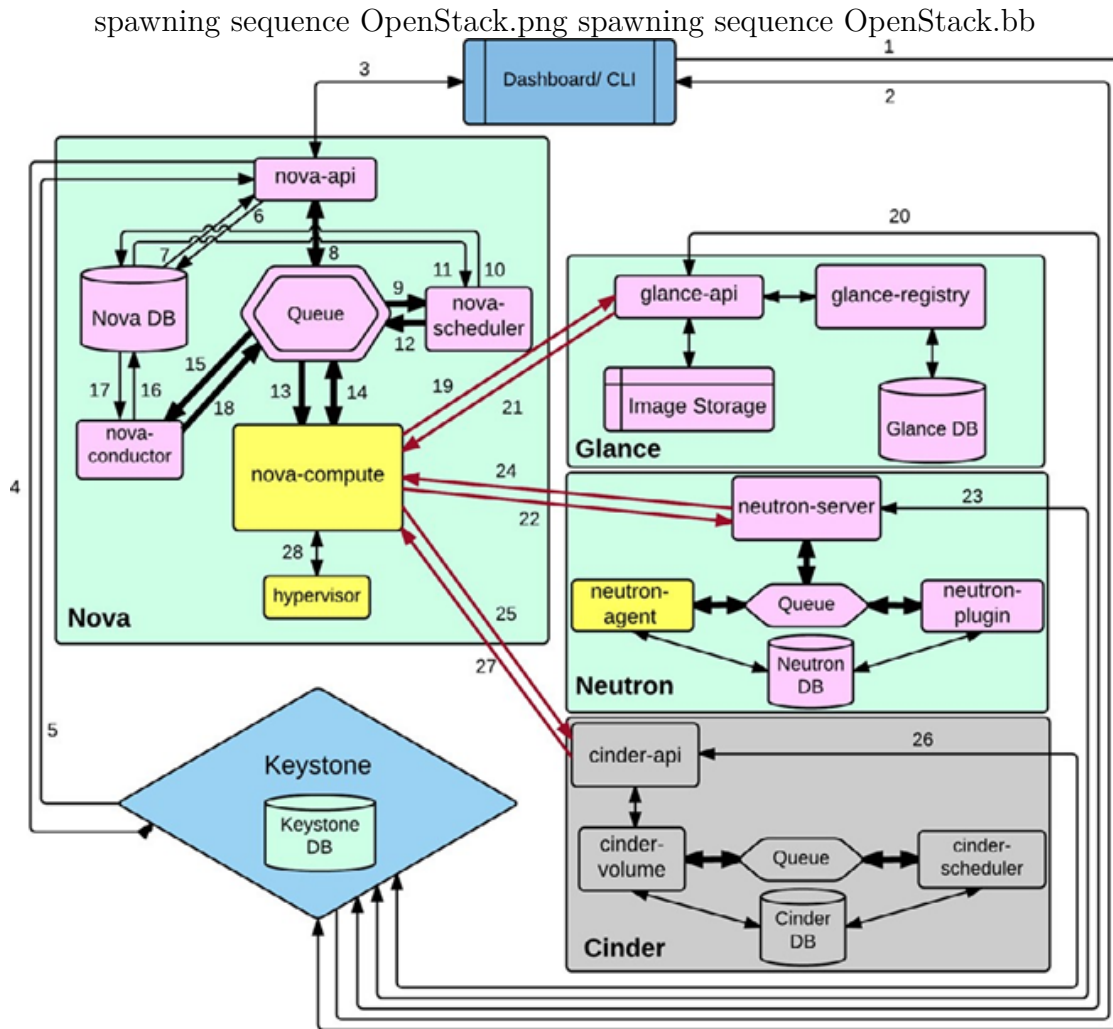 spawning sequence OpenStack.png spawning sequence OpenStack.bb
1
Dashboard/ CLI
3
2
nova-api
6
7
8
20
11
10
9
nova-
scheduler
12
Nova DB
Queue
glance-api
glance-registry
15
13
14
17
16
18
19
21
Image Storage
Glance DB
Glance
nova-
conductor
nova-compute
4
24
22
neutron-server
23
28
hypervisor
neutron-
agent
Queue
neutron-
plugin
Neutron
DB
Nova
25
27
Neutron
5
cinder-api
26
Keystone
Keystone
DB
cinder-
volume
Queue
cinder-
scheduler
Cinder
DB
Cinder